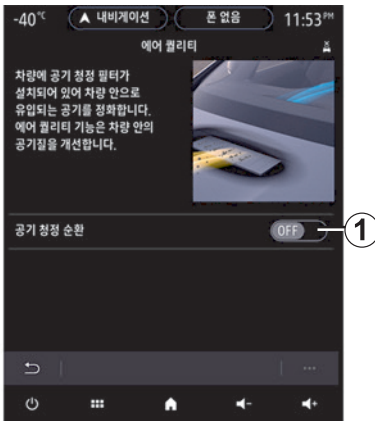 -40°C 내비게이션 폰 없음 11:53 PM
에어 퀄리티
차량에 공기 청정 필터가
설치되어 있어 차량 안으로
유입되는 공기를 정화합니다.
에어 퀄리티 기능은 차량 안의
공기질을 개선합니다.
공기 청정 순환 OFF 1